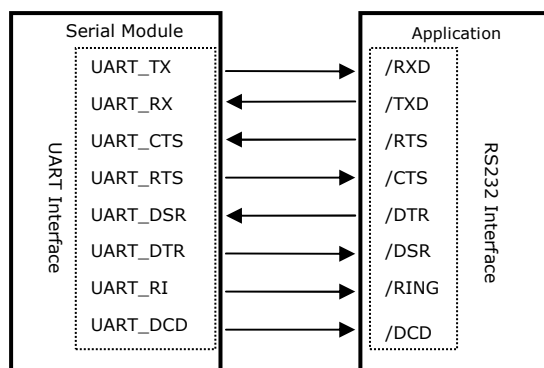 Serial Module
UART Interface
UART_TX
UART_RX
UART_CTS
UART_RTS
UART_DSR
UART_DTR
UART_RI
UART_DCD
Application
/RXD
/TXD
/RTS
/CTS
/DTR
/DSR
/RING
/DCD
RS232 Interface